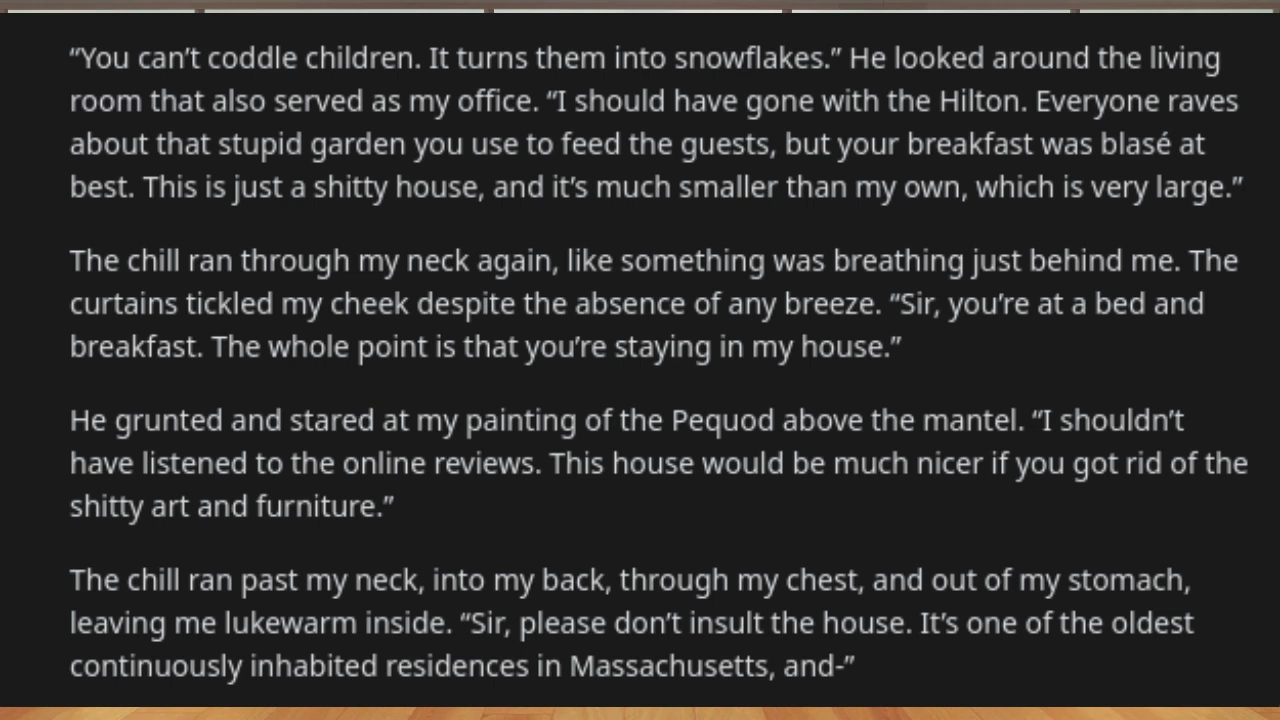 “You can’t coddle children. It turns them into snowflakes.” He looked around the living
room that also served as my office. “I should have gone with the Hilton. Everyone raves
about that stupid garden you use to feed the guests, but your breakfast was blasé at
best. This is just a shitty house, and it’s much smaller than my own, which is very large.”
The chill ran through my neck again, like something was breathing just behind me. The
curtains tickled my cheek despite the absence of any breeze. “Sir, you’re at a bed and
breakfast. The whole point is that you’re staying in my house.”
He grunted and stared at my painting of the Pequod above the mantel. “I shouldn’t
have listened to the online reviews. This house would be much nicer if you got rid of the
shitty art and furniture.”
The chill ran past my neck, into my back, through my chest, and out of my stomach,
leaving me lukewarm inside. “Sir, please don’t insult the house. It’s one of the oldest
continuously inhabited residences in Massachusetts, and-”